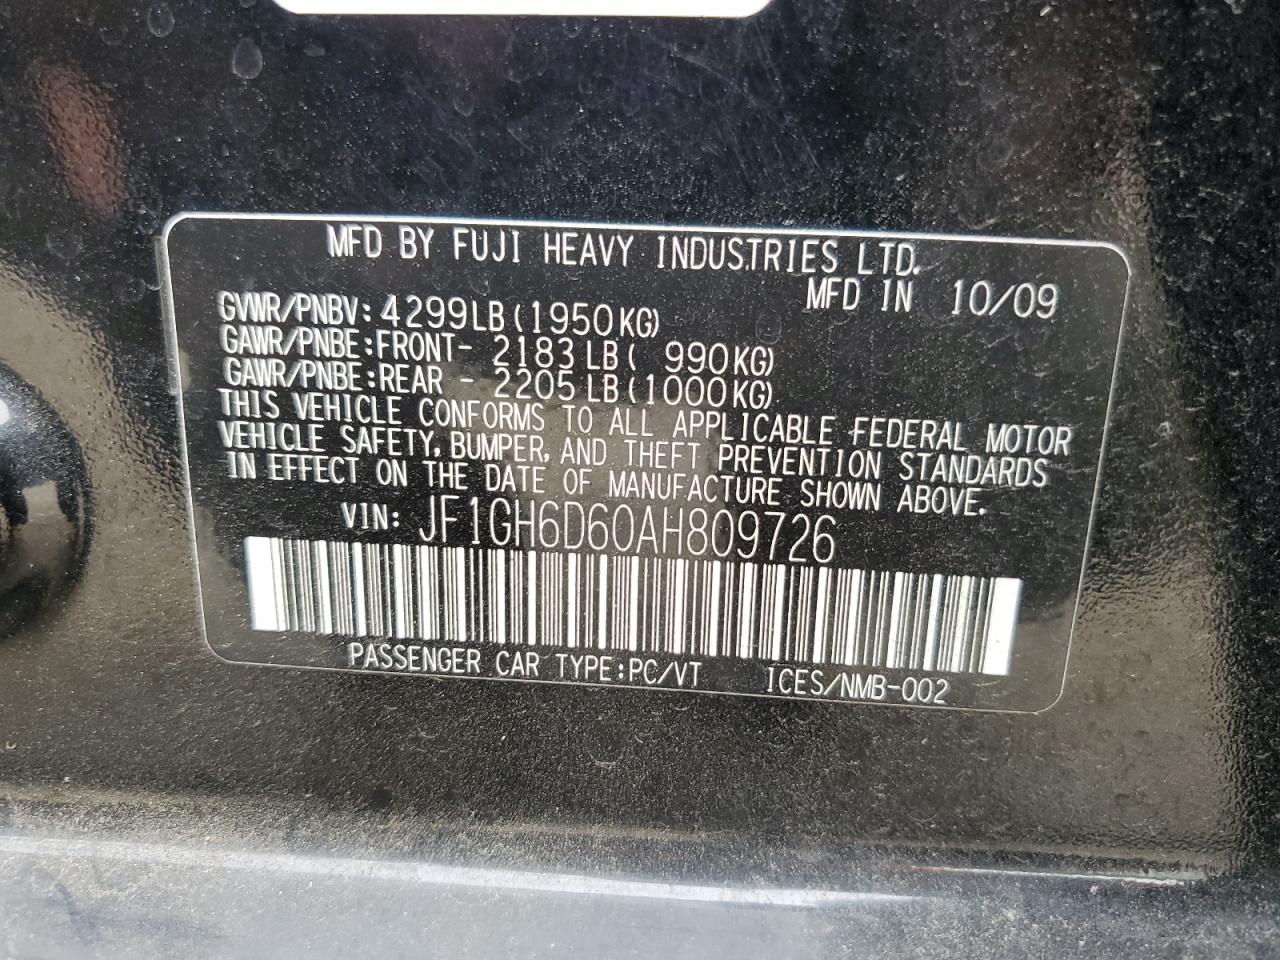 MFD BY FUJI HEAVY INDUSTRIES LTD.
MFD IN 10/09
GVWR/PNBV: 4299LB (1950KG)
GAWR/PNBE:FRONT- 2183LB( 990KG)
GAWR/PNBE:REAR - 2205LB(1000KG)
THIS VEHICLE CONFORMS TO ALL APPLICABLE FEDERAL MOTOR
VEHICLE SAFETY, BUMPER, AND THEFT PREVENTION STANDARDS
IN EFFECT ON THE DATE OF MANUFACTURE SHOWN ABOVE.
VIN: JF1GH6D60AH809726
PASSENGER CAR TYPE:PC/VT ICES/NMB-002